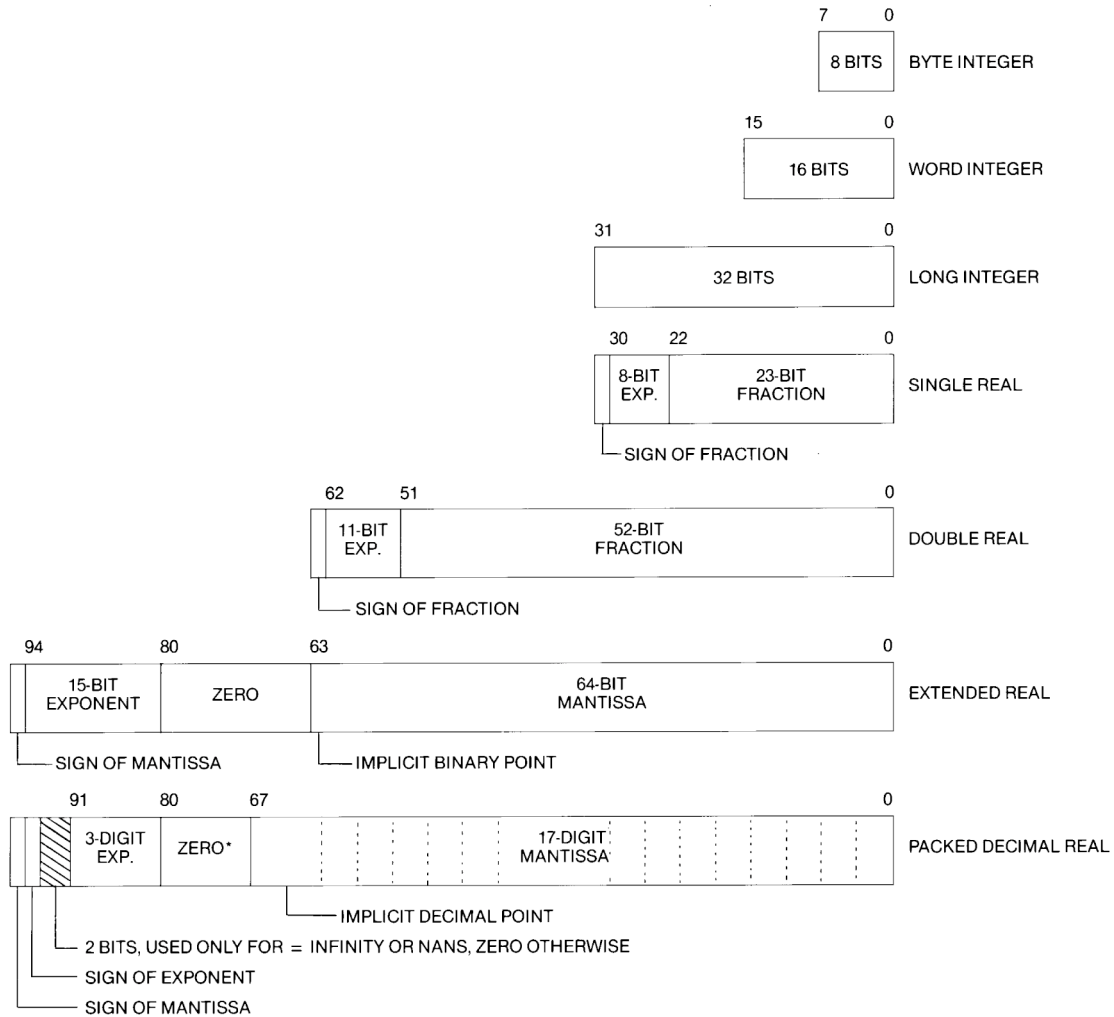 7 0
8 BITS BYTE INTEGER
15 0
16 BITS WORD INTEGER
31 0
32 BITS LONG INTEGER
30 22 0
8-BIT EXP. 23-BIT FRACTION SINGLE REAL
SIGN OF FRACTION
62 51 0
11-BIT EXP. 52-BIT FRACTION DOUBLE REAL
SIGN OF FRACTION
94 80 63 0
15-BIT EXPONENT ZERO 64-BIT MANTISSA EXTENDED REAL
SIGN OF MANTISSA IMPLICIT BINARY POINT
91 80 67 0
3-DIGIT EXP. ZERO* 17-DIGIT MANTISSA PACKED DECIMAL REAL
IMPLICIT DECIMAL POINT
2 BITS, USED ONLY FOR = INFINITY OR NANS, ZERO OTHERWISE
SIGN OF EXPONENT
SIGN OF MANTISSA